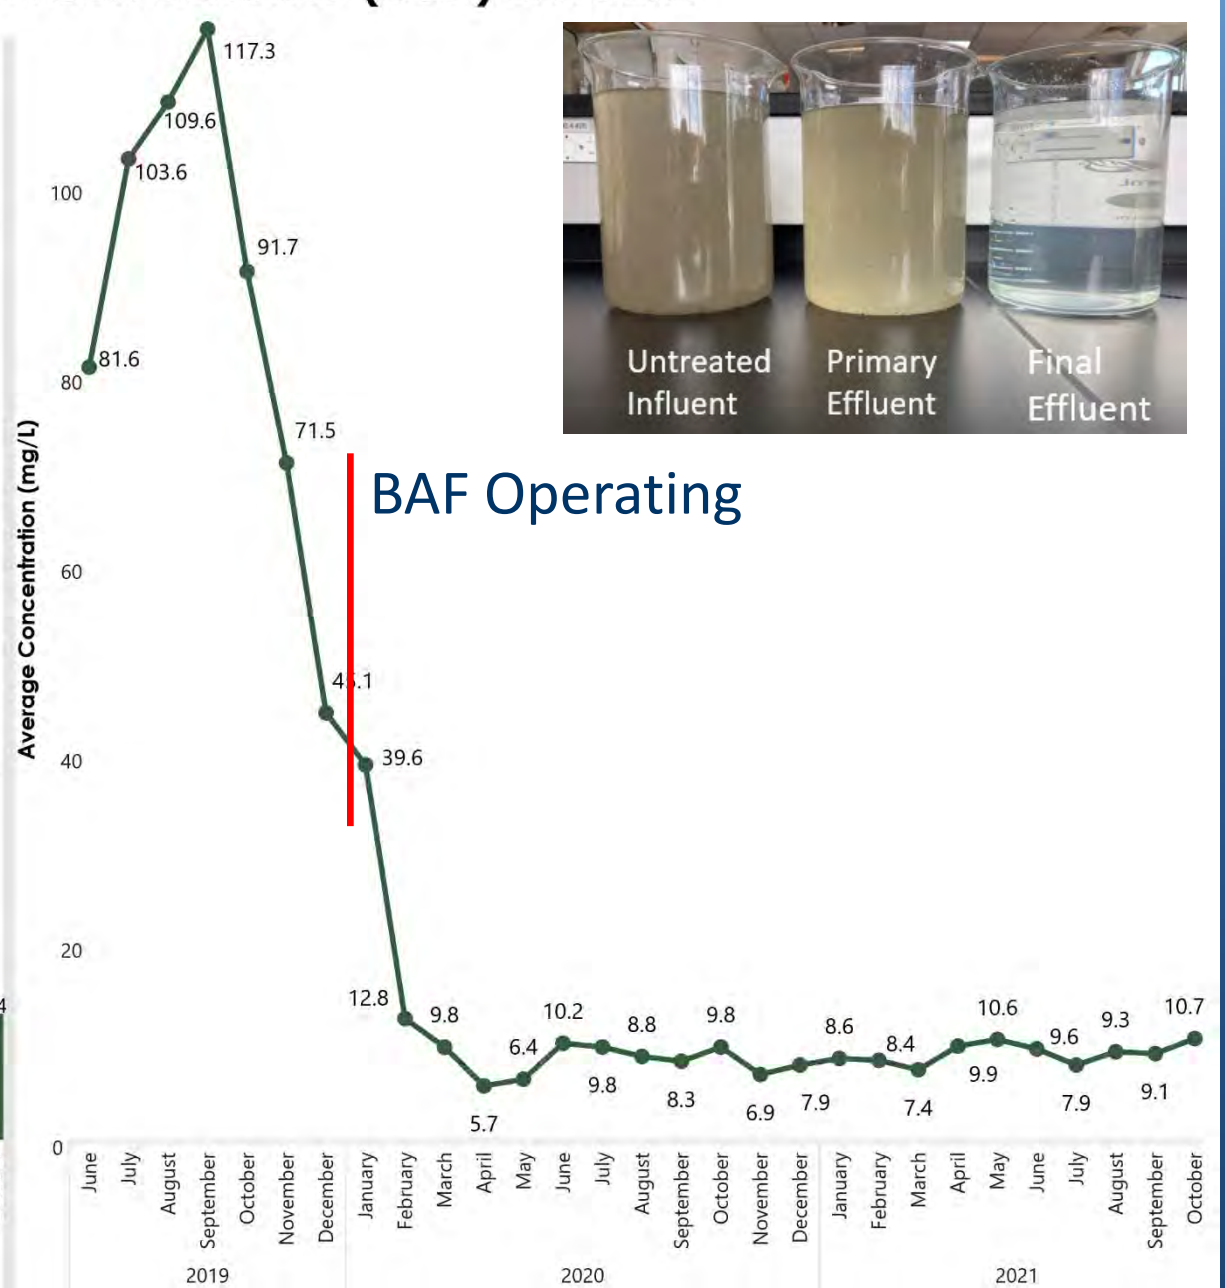 117.3
109.6
103.6
100
91.7
81.6
80
71.5
60
45.1
40
39.6
20
12.8
9.8
5.7
6.4
10.2
9.8
8.8
8.3
9.8
6.9
7.9
8.6
8.4
7.4
9.9
10.6
9.6
7.9
9.3
9.1
10.7
0
4
Average Concentration (mg/L)
BAF Operating
Untreated
Influent
Primary
Effluent
Final
Effluent
June
July
August
September
October
November
December
January
February
March
April
May
June
July
August
September
October
November
December
January
February
March
April
May
June
July
August
September
October
2019
2020
2021